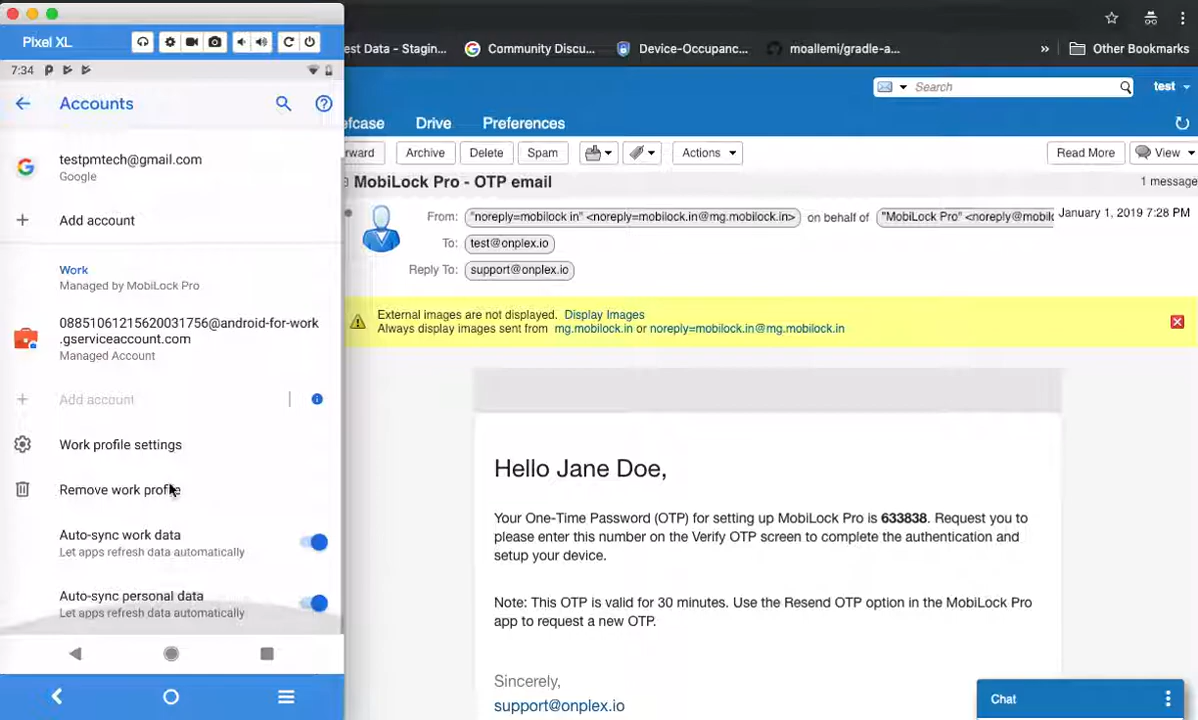 Pixel XL
7:34
Accounts
testpmtech@gmail.com
Google
Add account
Work
Managed by MobiLock Pro
08851061215620031756@android-for-work
.gserviceaccount.com
Managed Account
Add account
Work profile settings
Remove work profile
Auto-sync work data
Let apps refresh data automatically
Auto-sync personal data
Let apps refresh data automatically
est Data - Stagin...
Community Discu...
Device-Occupanc...
moallemi/gradle-a...
»
Other Bookmarks
Search
test
efcase
Drive
Preferences
rward
Archive
Delete
Spam
Actions
Read More
View
MobiLock Pro - OTP email
1 message
From: "noreply=mobilock in" <noreply=mobilock.in@mg.mobilock.in> on behalf of "MobiLock Pro" <noreply@mobil
January 1, 2019 7:28 PM
To: test@onplex.io
Reply To: support@onplex.io
External images are not displayed. Display Images
Always display images sent from mg.mobilock.in or noreply=mobilock.in@mg.mobilock.in
Hello Jane Doe,
Your One-Time Password (OTP) for setting up MobiLock Pro is 633838. Request you to
please enter this number on the Verify OTP screen to complete the authentication and
setup your device.
Note: This OTP is valid for 30 minutes. Use the Resend OTP option in the MobiLock Pro
app to request a new OTP.
Sincerely,
support@onplex.io
Chat